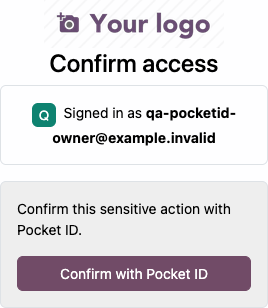 Your logo
Confirm access
Q Signed in as qa-pocketid-
owner@example.invalid
Confirm this sensitive action with
Pocket ID.
Confirm with Pocket ID